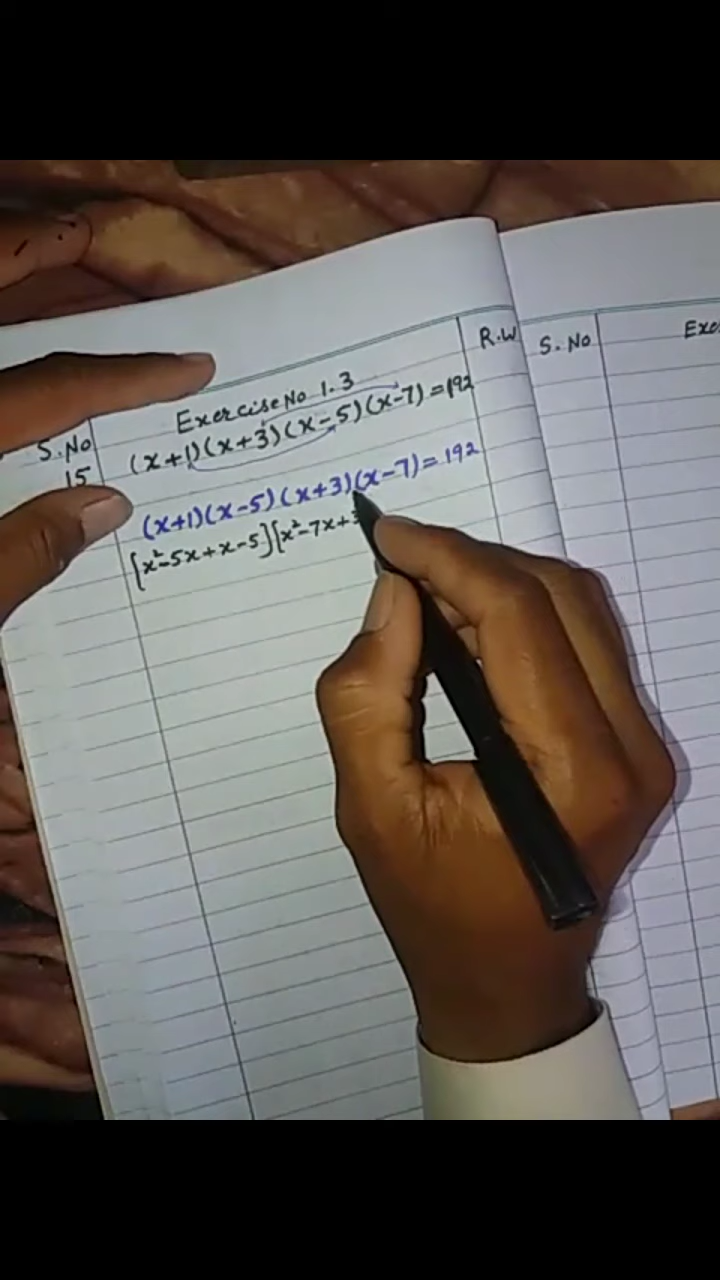 Exercise No 1.3
R.W
S. No
S. No
15
(x+1)(x+3)(x-5)(x-7)=192
(x+1)(x-5)(x+3)(x-7)=192
[x²-5x+x-5][x²-7x+